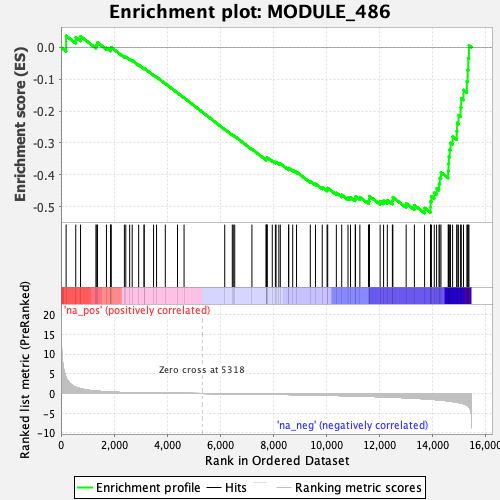 Enrichment plot: MODULE_486
Enrichment score (ES)
0.0
-0.1
-0.2
-0.3
-0.4
-0.5
'na_pos' (positively correlated)
Ranked list metric (PreRanked)
20
15
10
5
0
-5
-10
Zero cross at 5318
'na_neg' (negatively correlated)
0
2,000
4,000
6,000
8,000
10,000
12,000
14,000
16,000
Rank in Ordered Dataset
Enrichment profile
Hits
Ranking metric scores